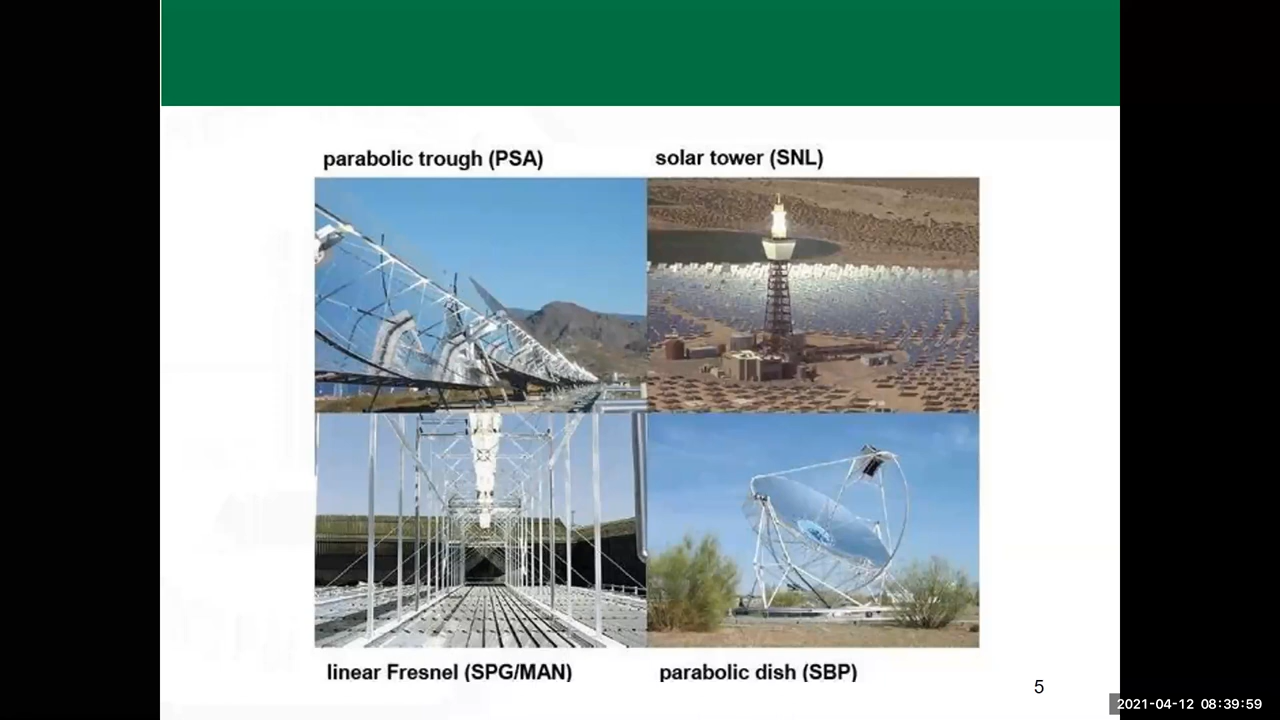 parabolic trough (PSA)
solar tower (SNL)
linear Fresnel (SPG/MAN)
parabolic dish (SBP)
5
2021-04-12 08:39:59